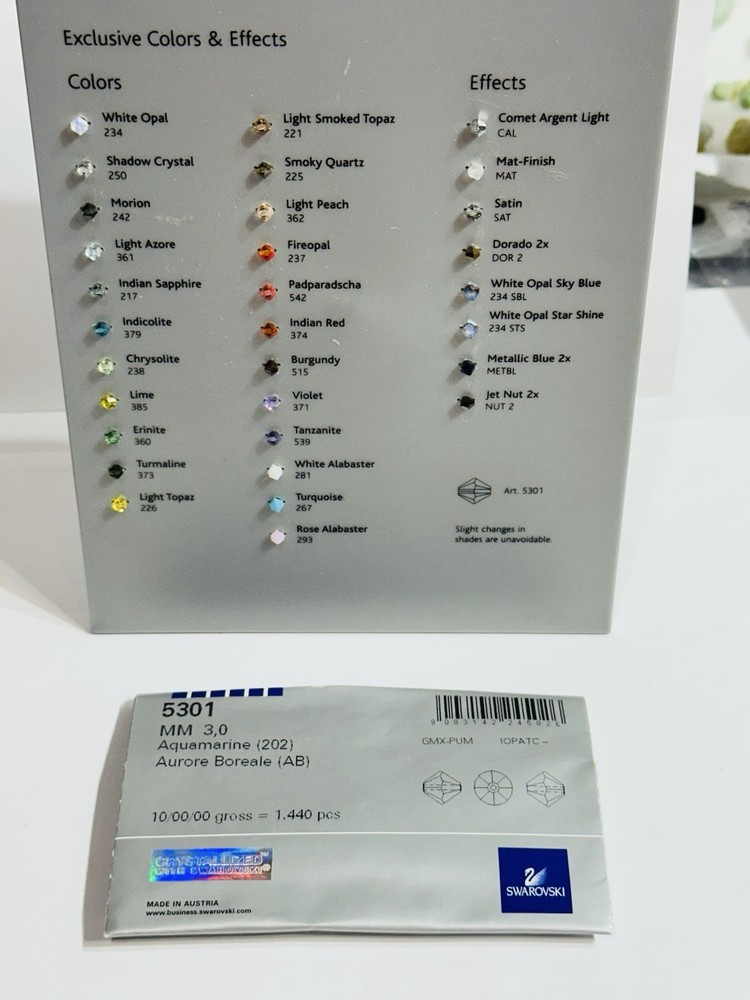 Exclusive Colors & Effects
Colors
White Opal
234
Shadow Crystal
250
Morion
242
Light Azore
361
Indian Sapphire
217
Indicolite
379
Chrysolite
238
Lime
385
Erinite
360
Turmaline
373
Light Topaz
226
Light Smoked Topaz
221
Smoky Quartz
225
Light Peach
362
Fireopal
237
Padparadscha
542
Indian Red
374
Burgundy
515
Violet
371
Tanzanite
539
White Alabaster
281
Turquoise
267
Rose Alabaster
293
Effects
Comet Argent Light
CAL
Mat-Finish
MAT
Satin
SAT
Dorado 2x
DOR 2
White Opal Sky Blue
234 SBL
White Opal Star Shine
234 STS
Metallic Blue 2x
METBL
Jet Nut 2x
NUT 2
Art. 5301
Slight changes in
shades are unavoidable.
5301
MM 3,0
Aquamarine (202)
Aurore Boreale (AB)
GMX-PUM IOPATC –
10/00/00 gross = 1.440 pcs
CRYSTALLIZED™
WITH SWAROVSKI®
SWAROVSKI
MADE IN AUSTRIA
www.business.swarovski.com